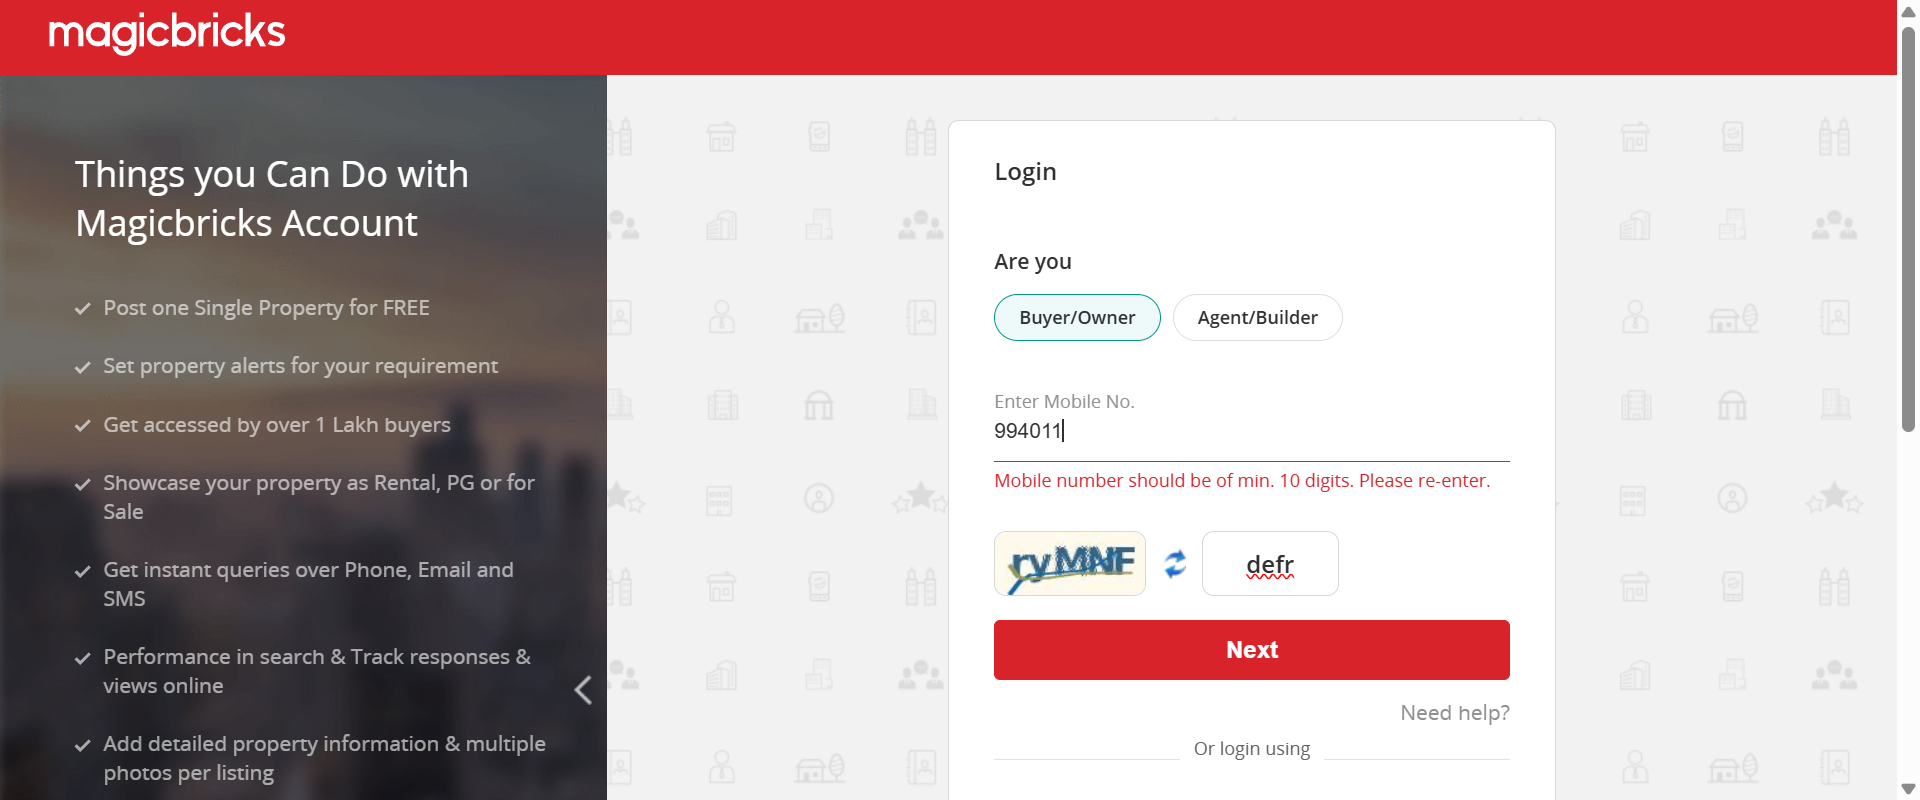 magicbricks
Things you Can Do with
Magicbricks Account
Post one Single Property for FREE
Set property alerts for your requirement
Get accessed by over 1 Lakh buyers
Showcase your property as Rental, PG or for
Sale
Get instant queries over Phone, Email and
SMS
Performance in search & Track responses &
views online
Add detailed property information & multiple
photos per listing
Login
Are you
Buyer/Owner
Agent/Builder
Enter Mobile No.
994011
Mobile number should be of min. 10 digits. Please re-enter.
ryMNF
defr
Next
Need help?
Or login using